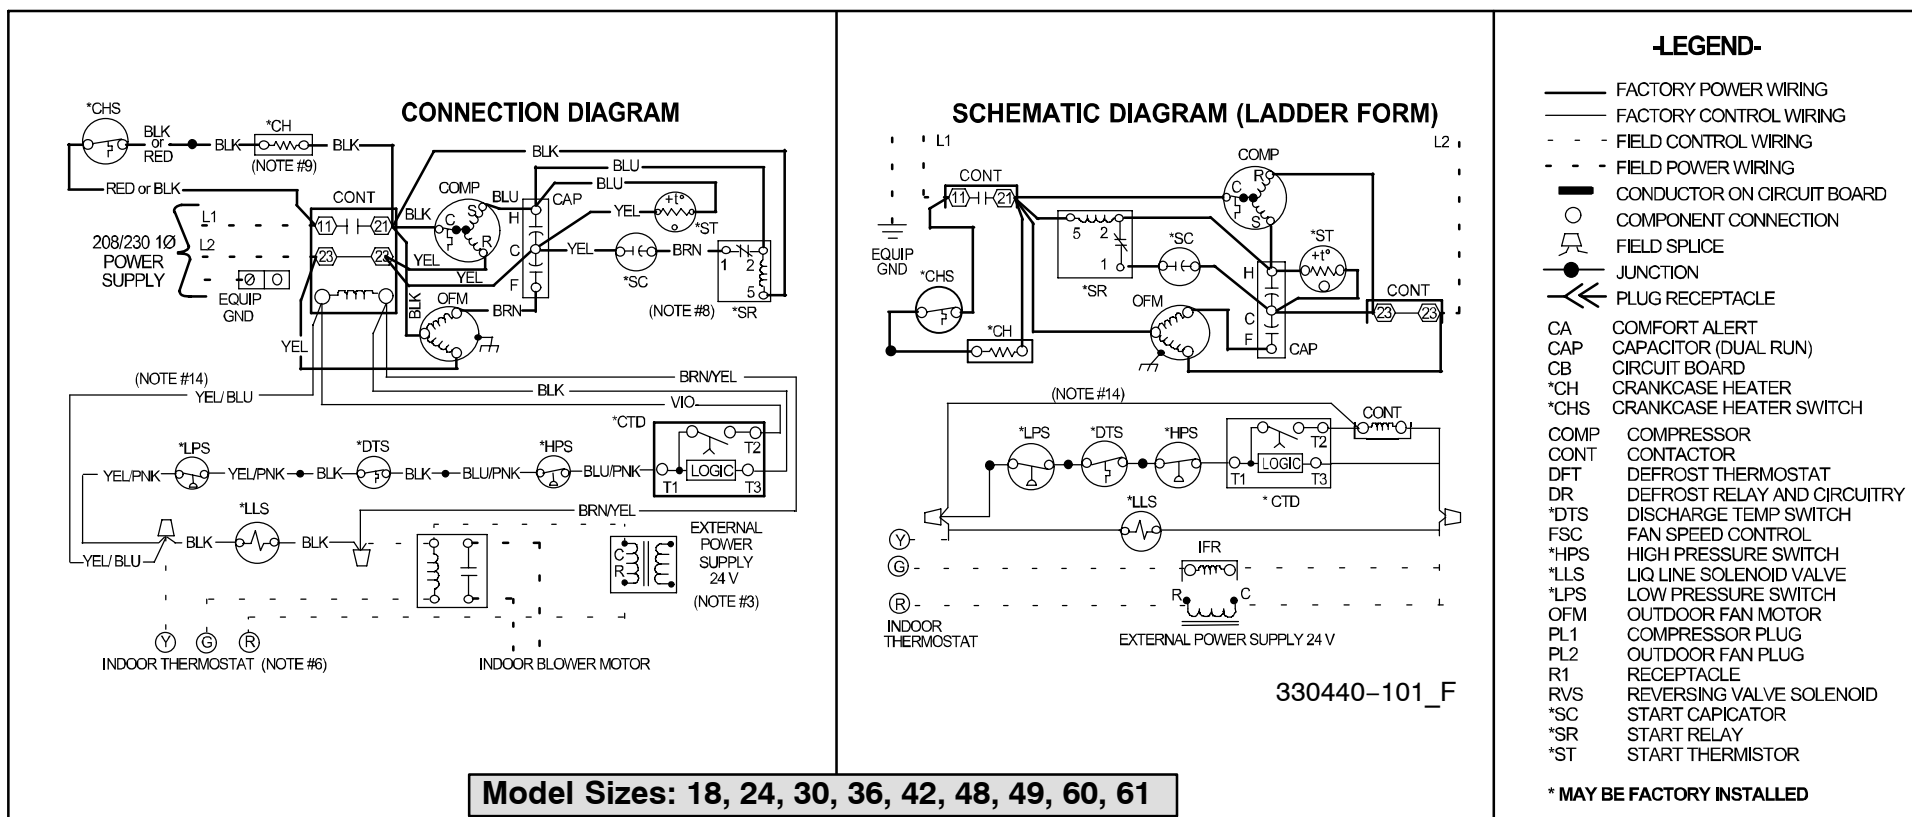 CONNECTION DIAGRAM
*CHS
BLK
or
RED
BLK
*CH
BLK
(NOTE #9)
RED or BLK
CONT
COMP
BLU
CAP
BLK
BLU
BLU
L1
L2
208/230 1Ø
POWER
SUPPLY
EQUIP
GND
Ø O
11
21
23
23
BLK
C
S
R
YEL
YEL
H
C
F
YEL
YEL
+t°
*ST
BRN
*SC
1
2
5
*SR
(NOTE #8)
BLK
OFM
BRN
YEL
(NOTE #14)
YEL/ BLU
BRN/YEL
BLK
VIO
*CTD
T2
LOGIC
T1
T3
*LPS
*DTS
*HPS
YEL/PNK
YEL/PNK
BLK
BLK
BLU/PNK
BLU/PNK
BRN/YEL
*LLS
BLK
BLK
YEL/ BLU
C
R
EXTERNAL
POWER
SUPPLY
24 V
(NOTE #3)
Y
G
R
INDOOR THERMOSTAT (NOTE #6)
INDOOR BLOWER MOTOR
SCHEMATIC DIAGRAM (LADDER FORM)
L1
L2
COMP
CONT
11
21
R
C
S
EQUIP
GND
5
2
1
*SR
*SC
*ST
+t°
H
C
F
CAP
*CHS
OFM
CONT
23
23
*CH
(NOTE #14)
*LPS
*DTS
*HPS
CONT
T2
LOGIC
T1
T3
* CTD
*LLS
Y
G
R
IFR
R
C
INDOOR
THERMOSTAT
EXTERNAL POWER SUPPLY 24 V
330440-101_F
-LEGEND-
FACTORY POWER WIRING
FACTORY CONTROL WIRING
FIELD CONTROL WIRING
FIELD POWER WIRING
CONDUCTOR ON CIRCUIT BOARD
COMPONENT CONNECTION
FIELD SPLICE
JUNCTION
PLUG RECEPTACLE
CA COMFORT ALERT
CAP CAPACITOR (DUAL RUN)
CB CIRCUIT BOARD
*CH CRANKCASE HEATER
*CHS CRANKCASE HEATER SWITCH
COMP COMPRESSOR
CONT CONTACTOR
DFT DEFROST THERMOSTAT
DR DEFROST RELAY AND CIRCUITRY
*DTS DISCHARGE TEMP SWITCH
FSC FAN SPEED CONTROL
*HPS HIGH PRESSURE SWITCH
*LLS LIQ LINE SOLENOID VALVE
*LPS LOW PRESSURE SWITCH
OFM OUTDOOR FAN MOTOR
PL1 COMPRESSOR PLUG
PL2 OUTDOOR FAN PLUG
R1 RECEPTACLE
RVS REVERSING VALVE SOLENOID
*SC START CAPICATOR
*SR START RELAY
*ST START THERMISTOR
* MAY BE FACTORY INSTALLED
Model Sizes: 18, 24, 30, 36, 42, 48, 49, 60, 61